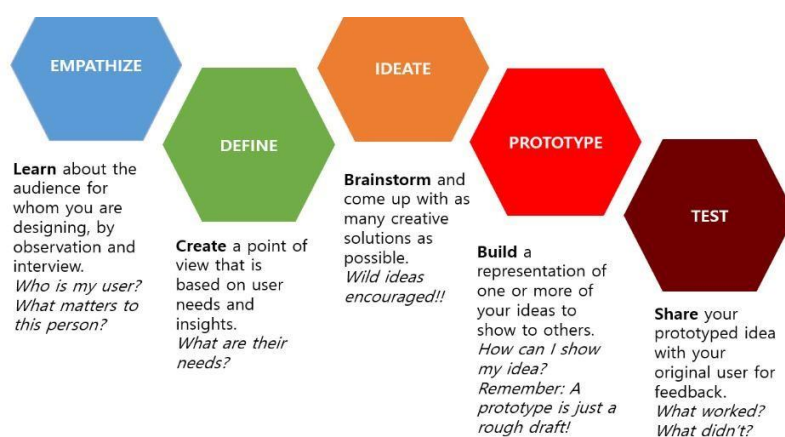 EMPATHIZE
Learn about the
audience for
whom you are
designing, by
observation and
interview.
Who is my user?
What matters to
this person?
DEFINE
Create a point of
view that is
based on user
needs and
insights.
What are their
needs?
IDEATE
Brainstorm and
come up with as
many creative
solutions as
possible.
Wild ideas
encouraged!!
PROTOTYPE
Build a
representation of
one or more of
your ideas to
show to others.
How can I show
my idea?
Remember: A
prototype is just a
rough draft!
TEST
Share your
prototyped idea
with your
original user for
feedback.
What worked?
What didn't?